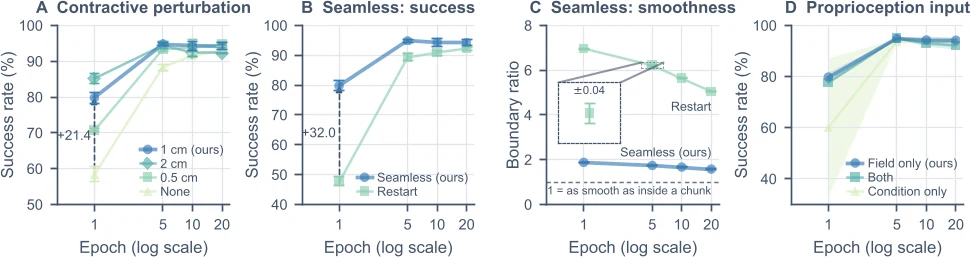 A Contractive perturbation
Success rate (%)
100
90
80
70
60
50
+21.4
1 cm (ours)
2 cm
0.5 cm
None
1
5
10
20
Epoch (log scale)
B Seamless: success
Success rate (%)
100
90
80
70
60
50
40
+32.0
Seamless (ours)
Restart
1
5
10
20
Epoch (log scale)
C Seamless: smoothness
Boundary ratio
8
6
4
2
0
±0.04
Restart
Seamless (ours)
1 = as smooth as inside a chunk
1
5
10
20
Epoch (log scale)
D Proprioception input
Success rate (%)
100
80
60
40
Field only (ours)
Both
Condition only
1
5
10
20
Epoch (log scale)